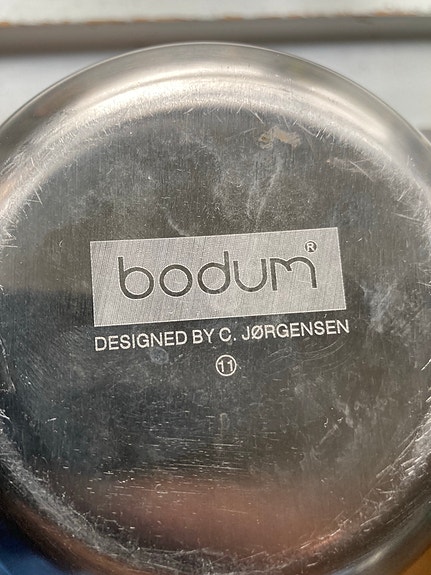 bodum®
DESIGNED BY C. JØRGENSEN
11